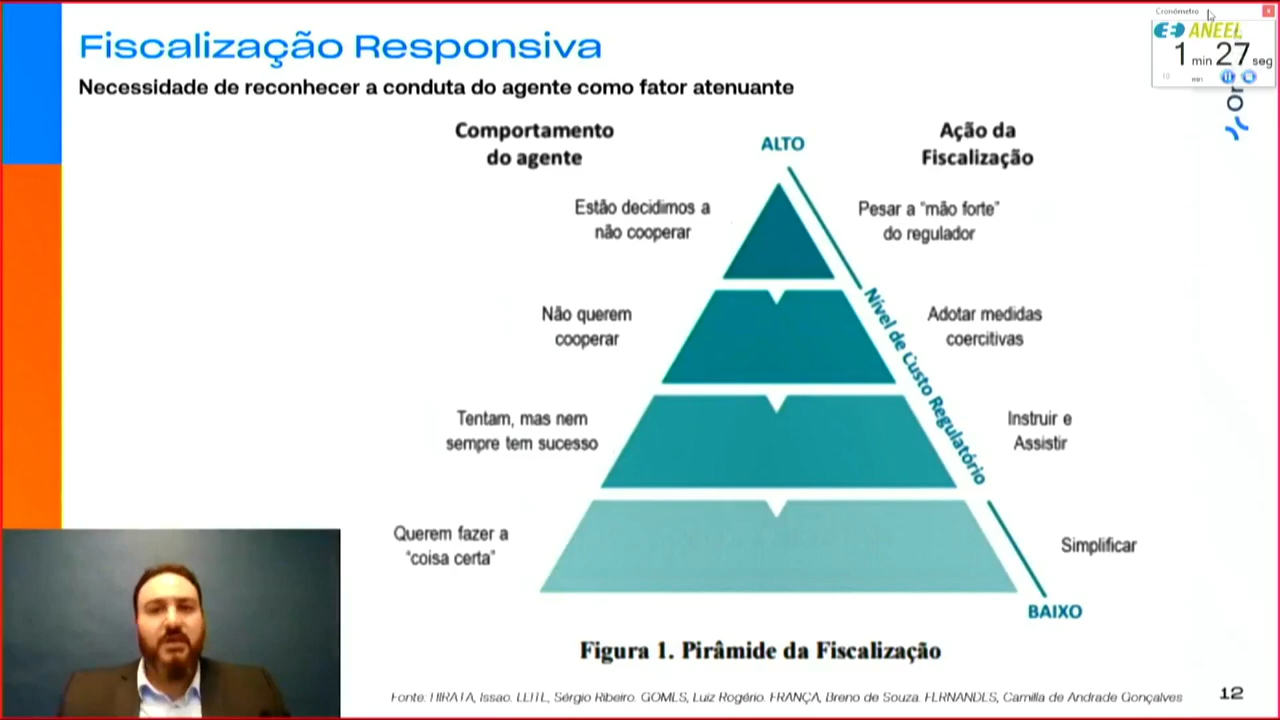 Cronômetro
ANEEL
1 min 27 seg
10 min
Fiscalização Responsiva
Necessidade de reconhecer a conduta do agente como fator atenuante
Comportamento
do agente
ALTO
Ação da
Fiscalização
Estão decidimos a
não cooperar
Pesar a "mão forte"
do regulador
Não querem
cooperar
Adotar medidas
coercitivas
Nível de Custo Regulatório
Tentam, mas nem
sempre tem sucesso
Instruir e
Assistir
Querem fazer a
"coisa certa"
Simplificar
BAIXO
Figura 1. Pirâmide da Fiscalização
Fonte: HIRATA, Issao. LEITE, Sérgio Ribeiro. GOMES, Luiz Rogério. FRANÇA, Breno de Souza. FERNANDES, Camilla de Andrade Gonçalves
12